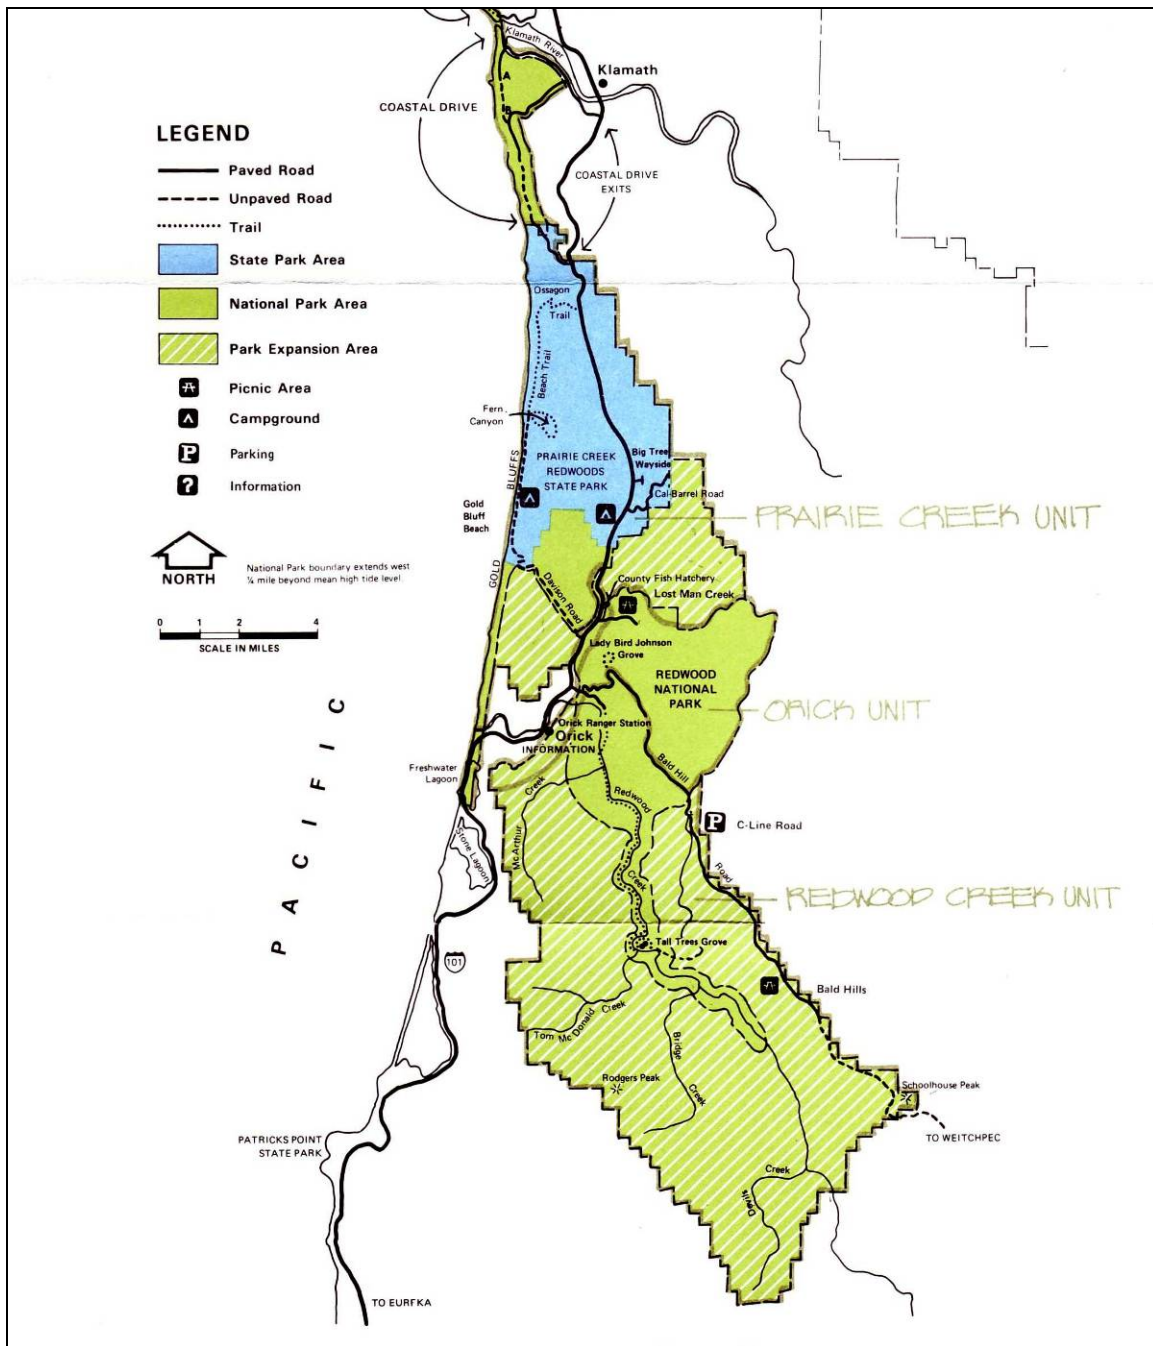 Klamath River
Klamath
A
B
COASTAL DRIVE
COASTAL DRIVE
EXITS
LEGEND
Paved Road
Unpaved Road
Trail
State Park Area
National Park Area
Park Expansion Area
Picnic Area
Campground
P
Parking
?
Information
NORTH
National Park boundary extends west
¼ mile beyond mean high tide level.
0 1 2 4
SCALE IN MILES
Ossagon
Trail
Beach Trail
Fern
Canyon
PRAIRIE CREEK
REDWOODS
STATE PARK
Big Tree
Wayside
Cal-Barrel Road
Gold
Bluff
Beach
GOLD BLUFFS
PRAIRIE CREEK UNIT
Davison Road
County Fish Hatchery
Lost Man Creek
Lady Bird Johnson
Grove
REDWOOD
NATIONAL
PARK
ORICK UNIT
Orick Ranger Station
Orick
INFORMATION
Freshwater
Lagoon
Stone Lagoon
McArthur Creek
Redwood Creek
Bald Hill Road
P
C-Line Road
REDWOOD CREEK UNIT
PACIFIC
101
Tall Trees Grove
Tom McDonald Creek
Bridge Creek
Bald Hills
Rodgers Peak
Schoolhouse Peak
TO WEITCHPEC
PATRICKS POINT
STATE PARK
Devils Creek
TO EURFKA